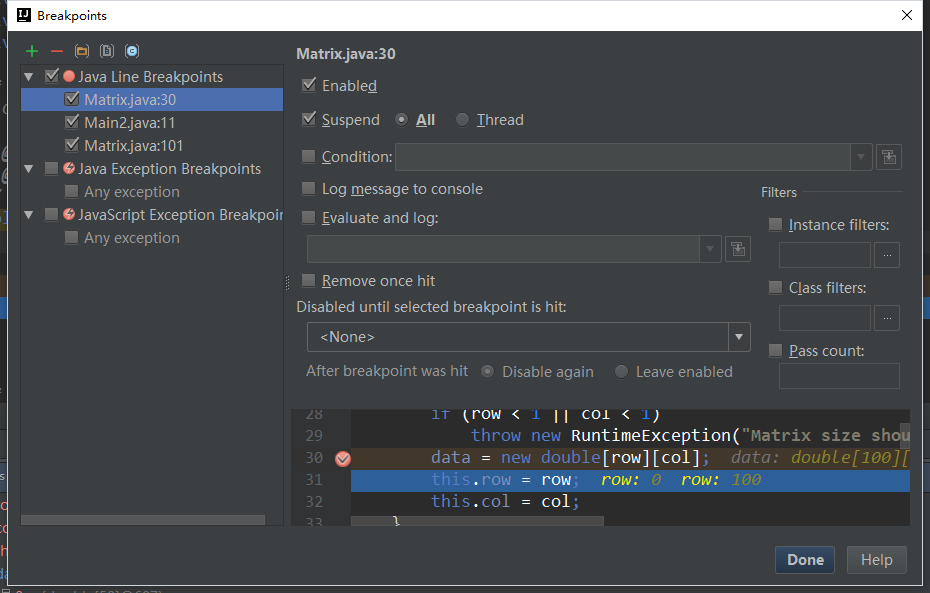 Breakpoints
Java Line Breakpoints
Matrix.java:30
Main2.java:11
Matrix.java:101
Java Exception Breakpoints
Any exception
JavaScript Exception Breakpoin
Any exception
Matrix.java:30
Enabled
Suspend All Thread
Condition:
Log message to console
Evaluate and log:
Remove once hit
Disabled until selected breakpoint is hit:
<None>
After breakpoint was hit Disable again Leave enabled
Filters
Instance filters:
...
Class filters:
...
Pass count:
28 if (row < 1 || col < 1)
29 throw new RuntimeException("Matrix size shou
30 data = new double[row][col]; data: double[100][
31 this.row = row; row: 0 row: 100
32 this.col = col;
33 }
Done Help